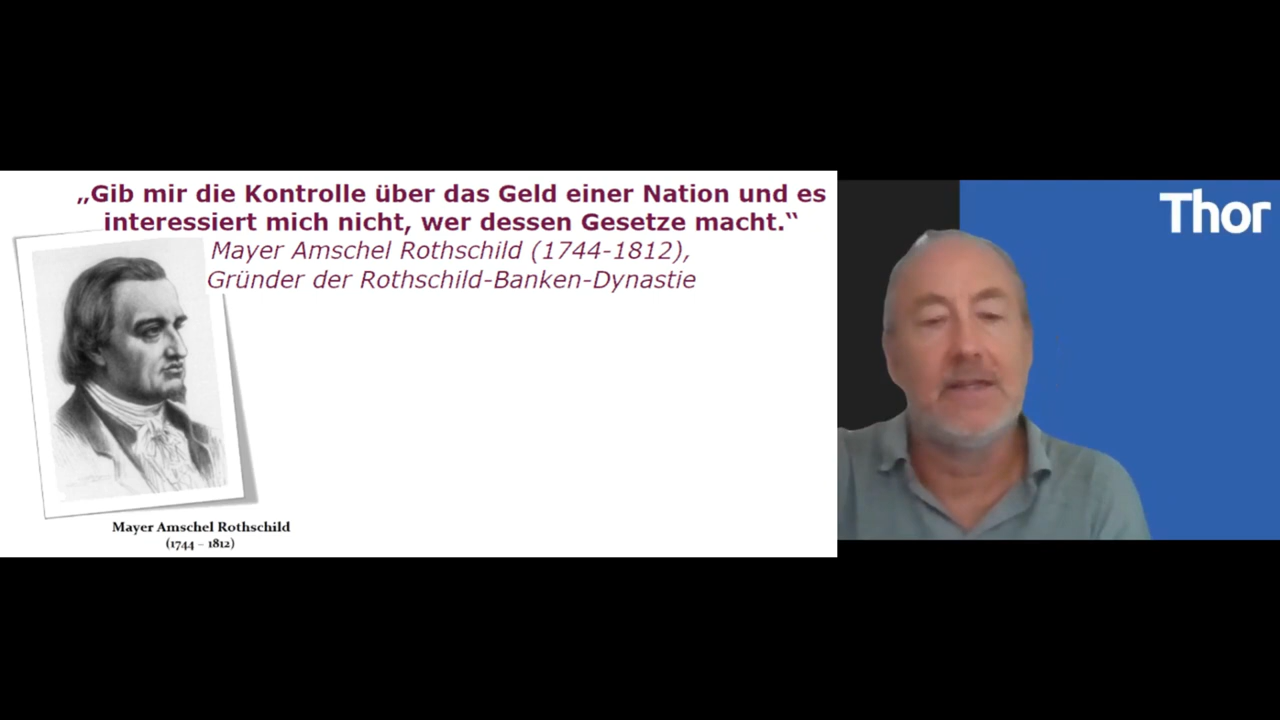 „Gib mir die Kontrolle über das Geld einer Nation und es
interessiert mich nicht, wer dessen Gesetze macht.“
Mayer Amschel Rothschild (1744-1812),
Gründer der Rothschild-Banken-Dynastie
Mayer Amschel Rothschild
(1744 – 1812)
Thor